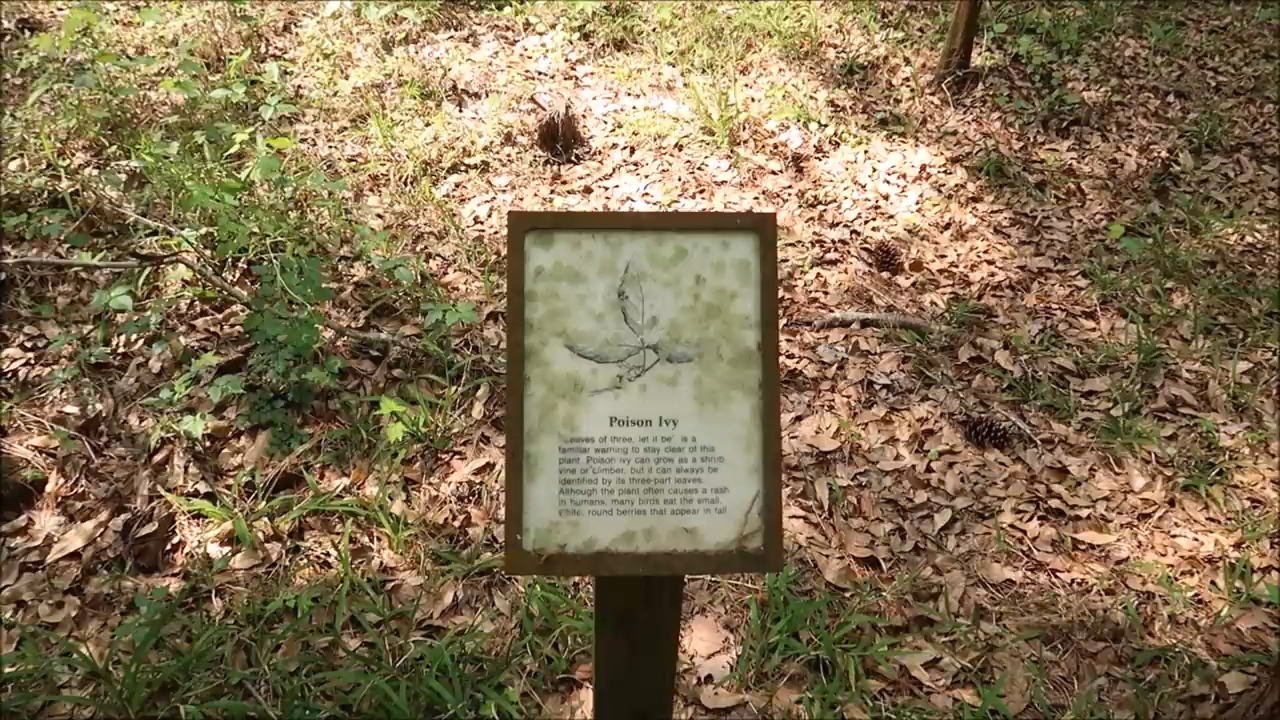 Poison Ivy
"Leaves of three, let it be" is a
familiar warning to stay clear of this
plant. Poison ivy can grow as a shrub,
vine or climber, but it can always be
identified by its three-part leaves.
Although the plant often causes a rash
in humans, many birds eat the small,
white, round berries that appear in fall